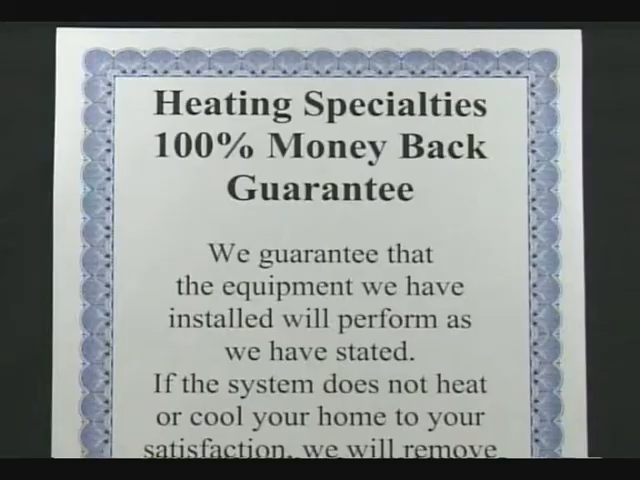 Heating Specialties
100% Money Back
Guarantee
We guarantee that
the equipment we have
installed will perform as
we have stated.
If the system does not heat
or cool your home to your
satisfaction, we will remove